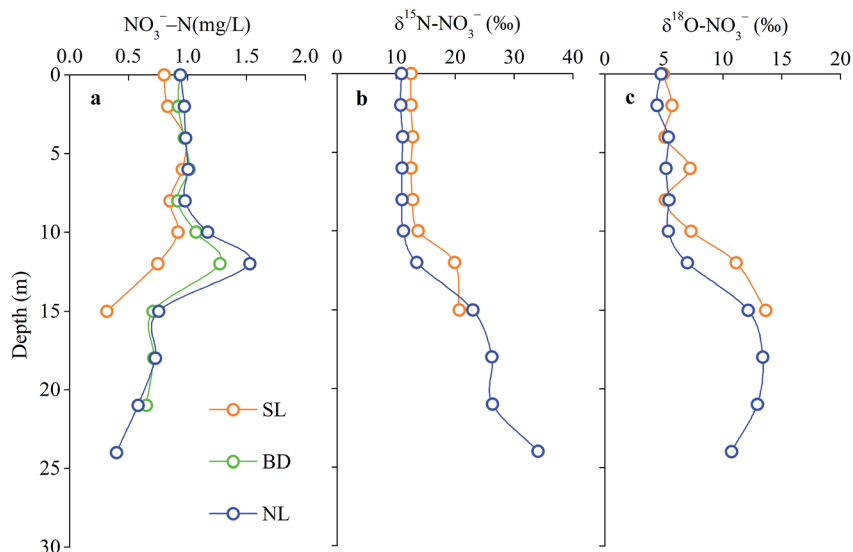 NO₃⁻–N(mg/L)
0.0 0.5 1.0 1.5 2.0
δ¹⁵N-NO₃⁻ (‰)
0 10 20 30 40
δ¹⁸O-NO₃⁻ (‰)
0 5 10 15 20
a
b
c
Depth (m)
0
5
10
15
20
25
30
SL
BD
NL